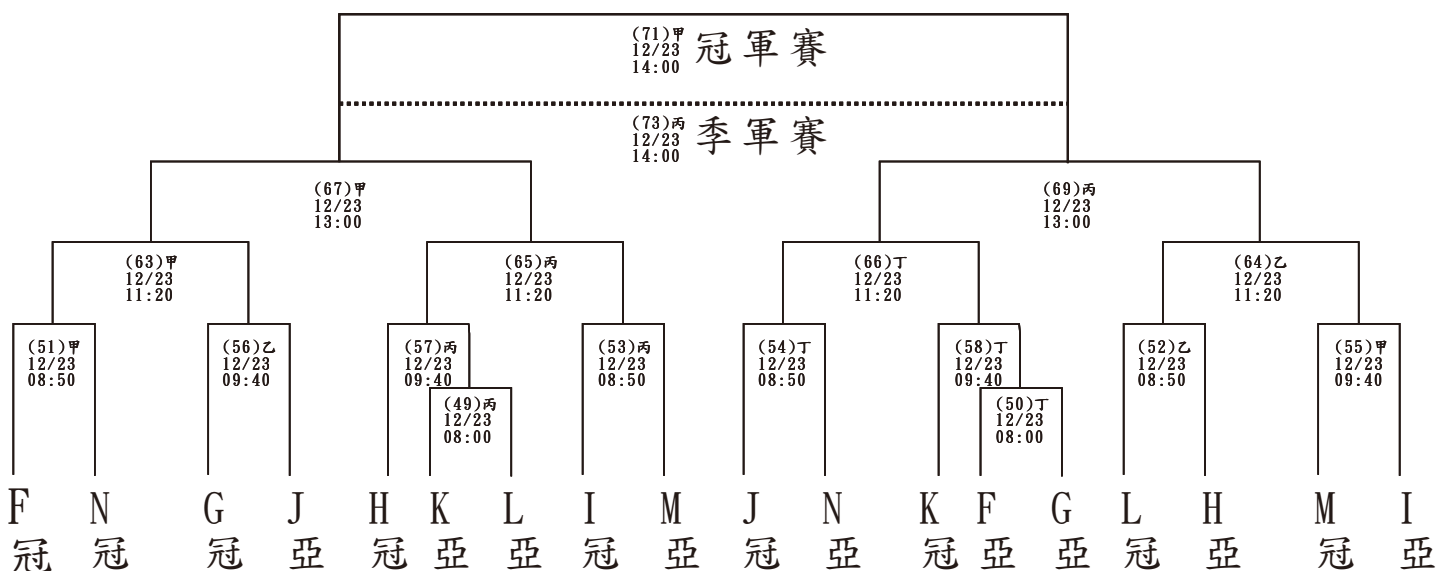 (71)甲
12/23
14:00
冠軍賽
(73)丙
12/23
14:00
季軍賽
(67)甲
12/23
13:00
(69)丙
12/23
13:00
(63)甲
12/23
11:20
(65)丙
12/23
11:20
(66)丁
12/23
11:20
(64)乙
12/23
11:20
(51)甲
12/23
08:50
(56)乙
12/23
09:40
(57)丙
12/23
09:40
(53)丙
12/23
08:50
(54)丁
12/23
08:50
(58)丁
12/23
09:40
(52)乙
12/23
08:50
(55)甲
12/23
09:40
(49)丙
12/23
08:00
(50)丁
12/23
08:00
F N G J H K L I M J N K F G L H M I
冠 冠 冠 亞 冠 亞 亞 冠 亞 冠 亞 冠 亞 亞 冠 亞 冠 亞